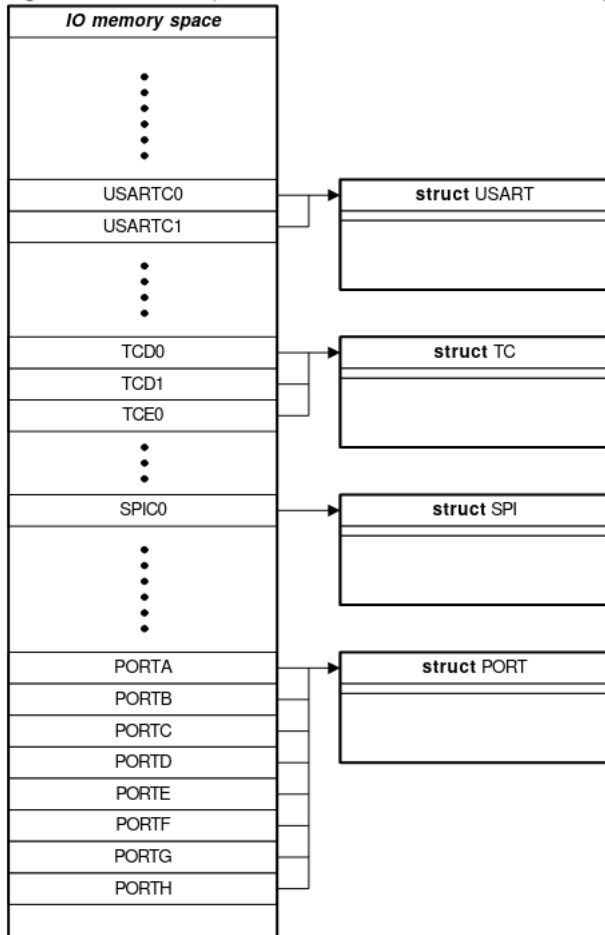 IO memory space
USARTC0
struct USART
USARTC1
TCD0
struct TC
TCD1
TCE0
SPIC0
struct SPI
PORTA
struct PORT
PORTB
PORTC
PORTD
PORTE
PORTF
PORTG
PORTH